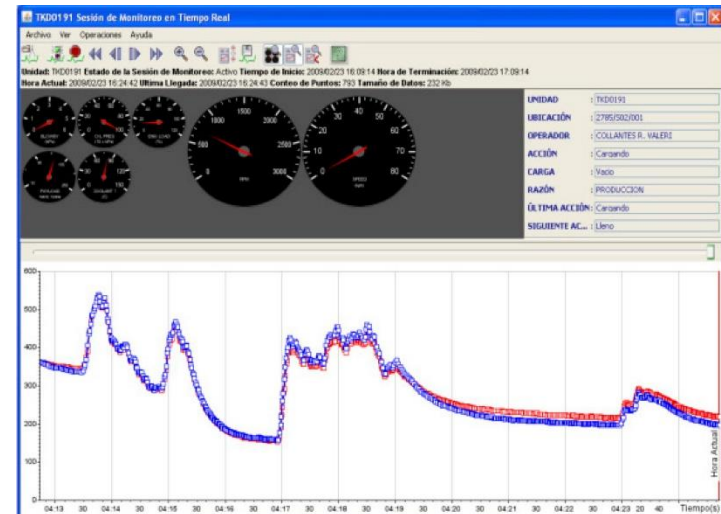 TKD0191 Sesión de Monitoreo en Tiempo Real
Archivo Ver Operaciones Ayuda
Unidad: TKD0191 Estado de la Sesión de Monitoreo: Activo Tiempo de Inicio: 2009/02/23 16:09:14 Hora de Terminación: 2009/02/23 17:09:14
Hora Actual: 2009/02/23 16:24:42 Ultima Llegada: 2009/02/23 16:24:43 Conteo de Puntos: 793 Tamaño de Datos: 232 Kb
UNIDAD : TKD0191
UBICACIÓN : 2785/502/001
OPERADOR : COLLANTES R. VALERI
ACCIÓN : Cargando
CARGA : Vacio
RAZÓN : PRODUCCION
ÚLTIMA ACCIÓN: Cargando
SIGUIENTE AC... : Lleno
500 1000 1500 2000 2500 3000
RPM
0 10 20 30 40 50 60 70 80
SPEED
600
500
400
300
200
100
0
04:13 30 04:14 30 04:15 30 04:16 30 04:17 30 04:18 30 04:19 30 04:20 30 04:21 30 04:22 30 04:23 20 40 Tiempo(s)
Hora Actual